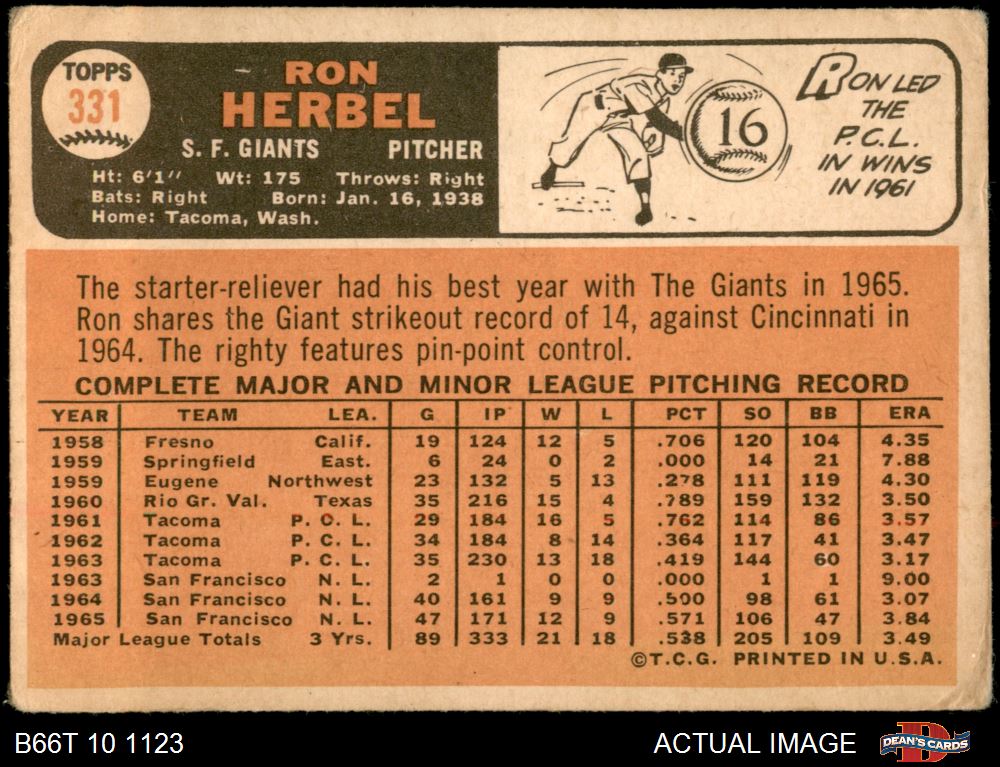 TOPPS
331
RON
HERBEL
S. F. GIANTS PITCHER
Ht: 6'1" Wt: 175 Throws: Right
Bats: Right Born: Jan. 16, 1938
Home: Tacoma, Wash.
16
RON LED
THE
P.C.L.
IN WINS
IN 1961
The starter-reliever had his best year with The Giants in 1965.
Ron shares the Giant strikeout record of 14, against Cincinnati in
1964. The righty features pin-point control.
COMPLETE MAJOR AND MINOR LEAGUE PITCHING RECORD
YEAR TEAM LEA. G IP W L PCT SO BB ERA
1958 Fresno Calif. 19 124 12 5 .706 120 104 4.35
1959 Springfield East. 6 24 0 2 .000 14 21 7.88
1959 Eugene Northwest 23 132 5 13 .278 111 119 4.30
1960 Rio Gr. Val. Texas 35 216 15 4 .789 159 132 3.50
1961 Tacoma P. C. L. 29 184 16 5 .762 114 86 3.57
1962 Tacoma P. C. L. 34 184 8 14 .364 117 41 3.47
1963 Tacoma P. C. L. 35 230 13 18 .419 144 60 3.17
1963 San Francisco N. L. 2 1 0 0 .000 1 1 9.00
1964 San Francisco N. L. 40 161 9 9 .500 98 61 3.07
1965 San Francisco N. L. 47 171 12 9 .571 106 47 3.84
Major League Totals 3 Yrs. 89 333 21 18 .538 205 109 3.49
©T.C.G. PRINTED IN U.S.A.
B66T 10 1123
ACTUAL IMAGE
D
DEAN'S CARDS